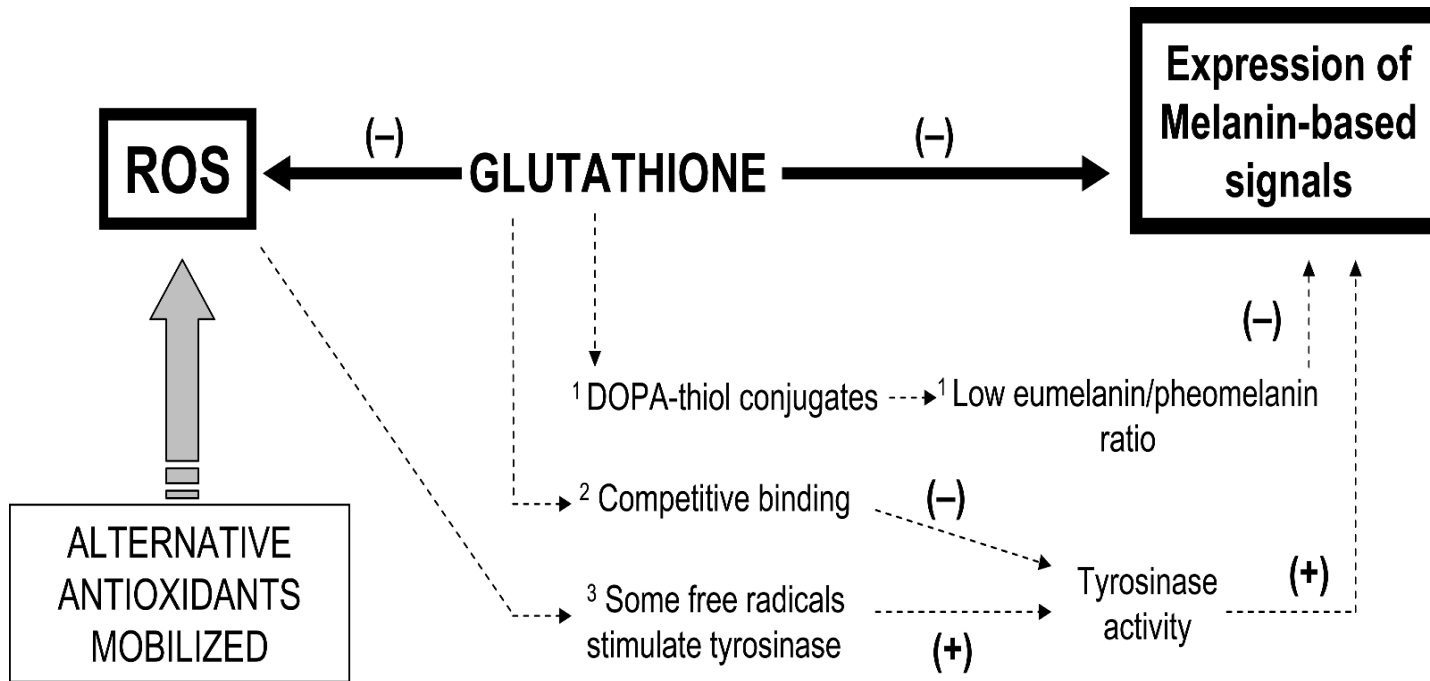 Expression of
Melanin-based
signals
(–)
(–)
ROS
GLUTATHIONE
(–)
1 DOPA-thiol conjugates
1 Low eumelanin/pheomelanin
ratio
2 Competitive binding
(–)
ALTERNATIVE
ANTIOXIDANTS
MOBILIZED
3 Some free radicals
stimulate tyrosinase
(+)
Tyrosinase
activity
(+)